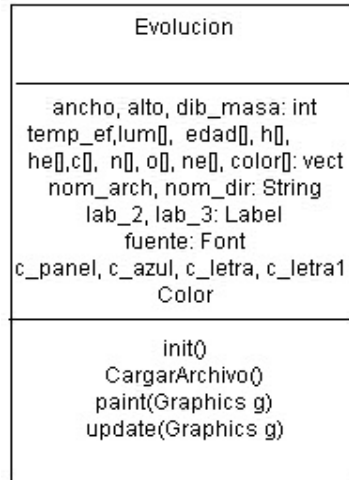 Evolucion
ancho, alto, dib_masa: int
temp_ef,lum[], edad[], h[],
he[],c[], n[], o[], ne[], color[]: vect
nom_arch, nom_dir: String
lab_2, lab_3: Label
fuente: Font
c_panel, c_azul, c_letra, c_letra1
Color
init()
CargarArchivo()
paint(Graphics g)
update(Graphics g)